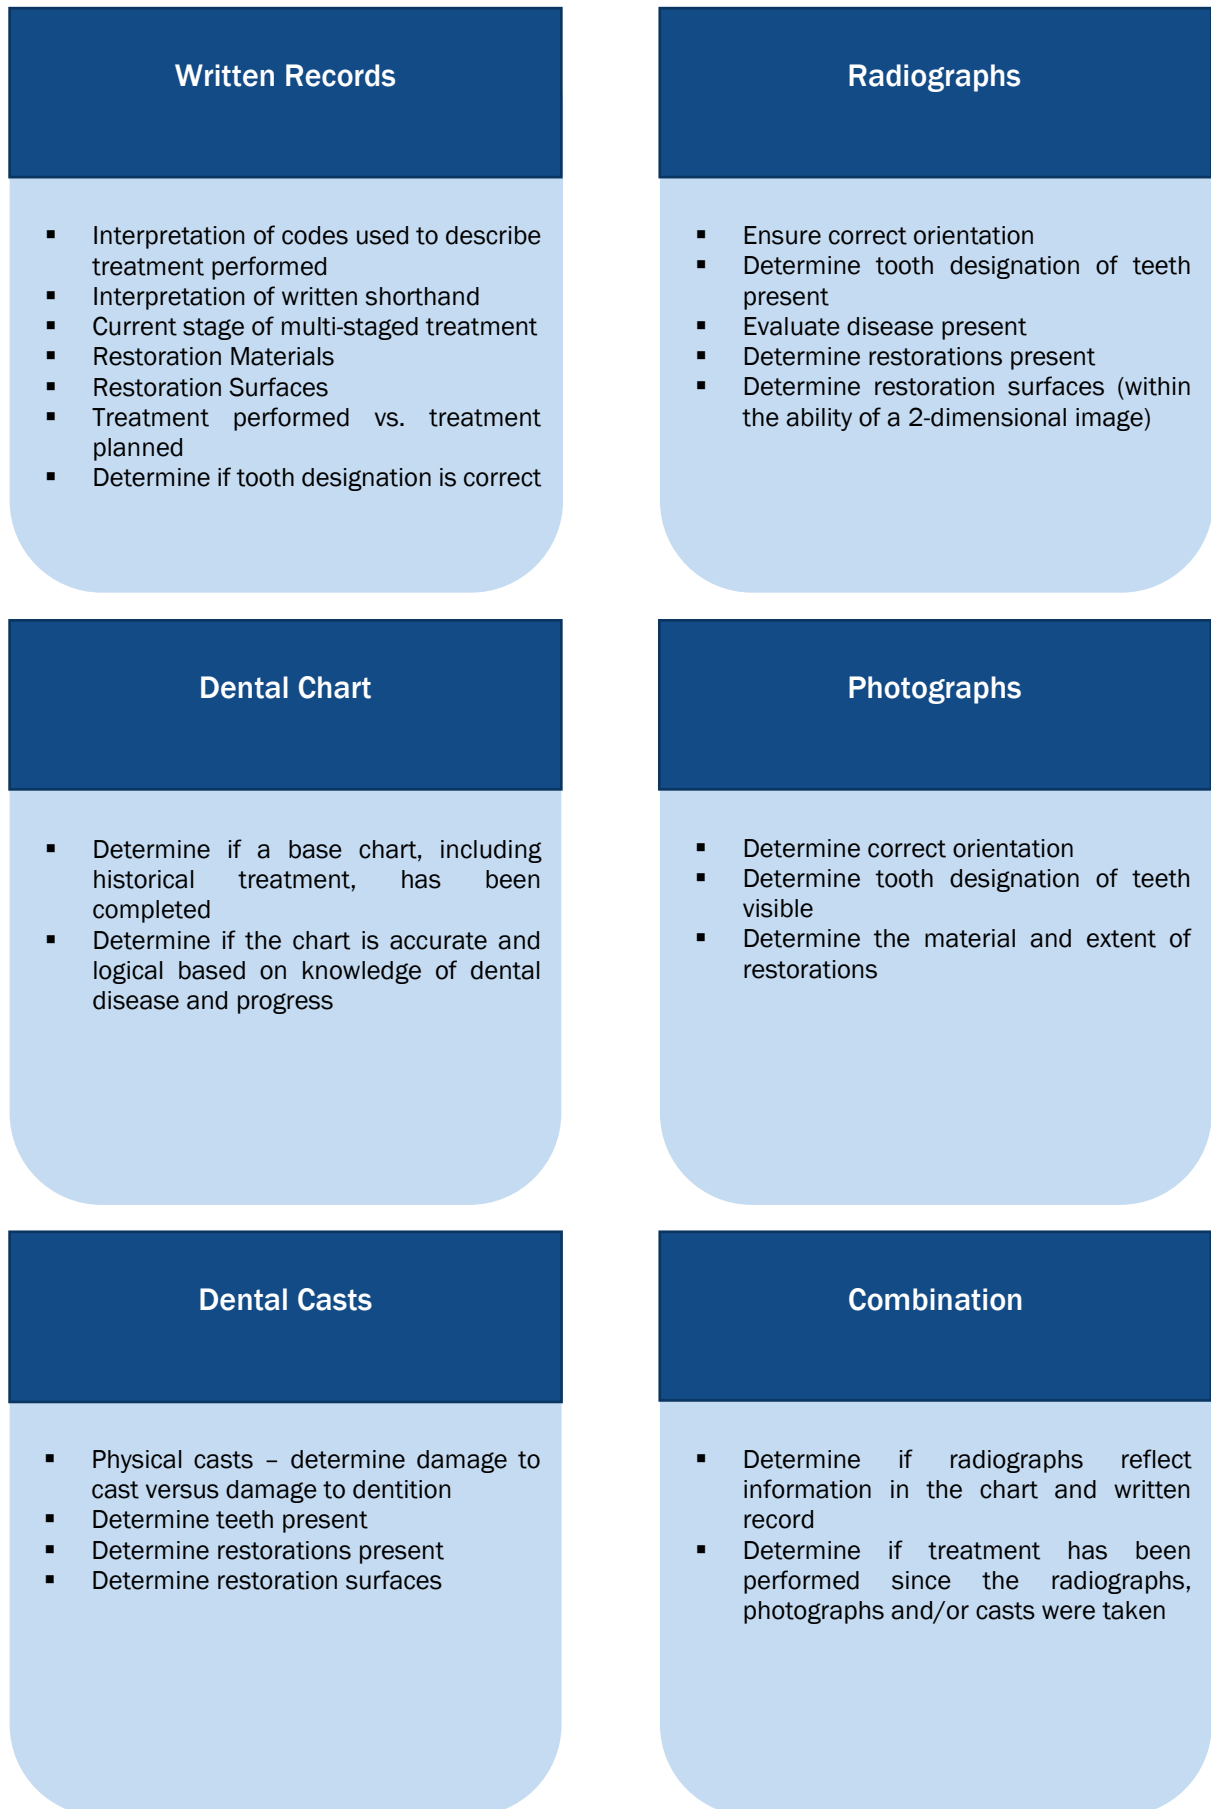 Written Records
▪ Interpretation of codes used to describe
treatment performed
▪ Interpretation of written shorthand
▪ Current stage of multi-staged treatment
▪ Restoration Materials
▪ Restoration Surfaces
▪ Treatment performed vs. treatment
planned
▪ Determine if tooth designation is correct
Radiographs
▪ Ensure correct orientation
▪ Determine tooth designation of teeth
present
▪ Evaluate disease present
▪ Determine restorations present
▪ Determine restoration surfaces (within
the ability of a 2-dimensional image)
Dental Chart
▪ Determine if a base chart, including
historical treatment, has been
completed
▪ Determine if the chart is accurate and
logical based on knowledge of dental
disease and progress
Photographs
▪ Determine correct orientation
▪ Determine tooth designation of teeth
visible
▪ Determine the material and extent of
restorations
Dental Casts
▪ Physical casts – determine damage to
cast versus damage to dentition
▪ Determine teeth present
▪ Determine restorations present
▪ Determine restoration surfaces
Combination
▪ Determine if radiographs reflect
information in the chart and written
record
▪ Determine if treatment has been
performed since the radiographs,
photographs and/or casts were taken